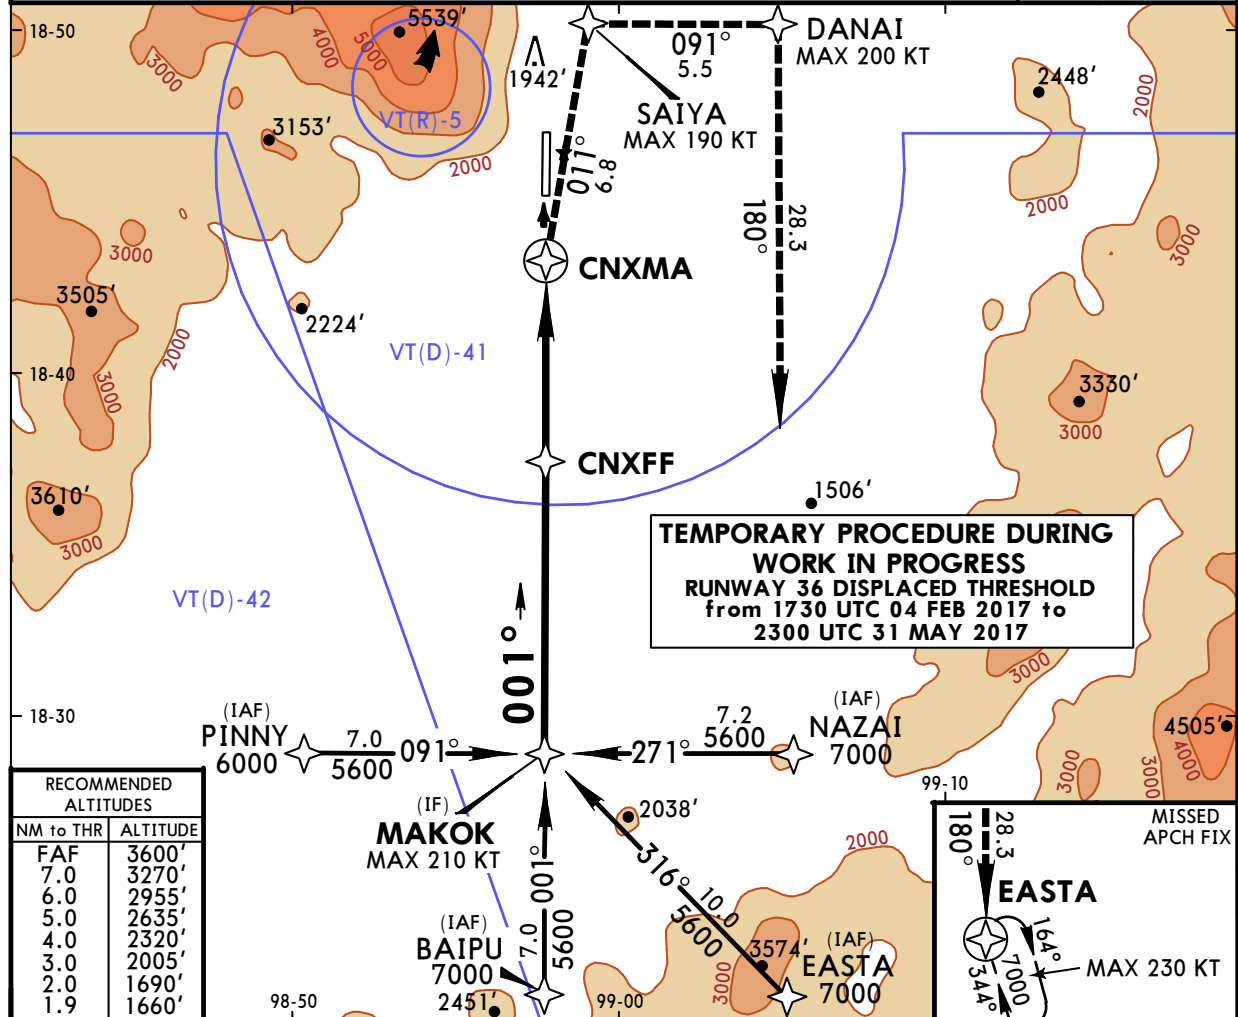 18-50
5539'
4000
5000
3000
1942'
091°
5.5
DANAI
MAX 200 KT
SAIYA
MAX 190 KT
2448'
2000
VT(R)-5
3153'
2000
011°
6.8
2000
180°
28.3
3000
3000
CNXMA
3505'
2224'
2000
VT(D)-41
18-40
3000
3330'
3000
CNXFF
3610'
3000
1506'
TEMPORARY PROCEDURE DURING
WORK IN PROGRESS
RUNWAY 36 DISPLACED THRESHOLD
from 1730 UTC 04 FEB 2017 to
2300 UTC 31 MAY 2017
VT(D)-42
001°
3000
18-30
(IAF)
PINNY
6000
7.0
5600
091°
271°
7.2
5600
(IAF)
NAZAI
7000
4505'
4000
3000
3000
99-10
(IF)
MAKOK
MAX 210 KT
2038'
2000
316°
10.0
5600
001°
7.0
5600
(IAF)
BAIPU
7000
2451'
3574'
3000
(IAF)
EASTA
7000
98-50
99-00
RECOMMENDED
ALTITUDES
NM to THR ALTITUDE
FAF 3600'
7.0 3270'
6.0 2955'
5.0 2635'
4.0 2320'
3.0 2005'
2.0 1690'
1.9 1660'
MISSED
APCH FIX
180°
28.3
EASTA
164°
7000
344°
MAX 230 KT